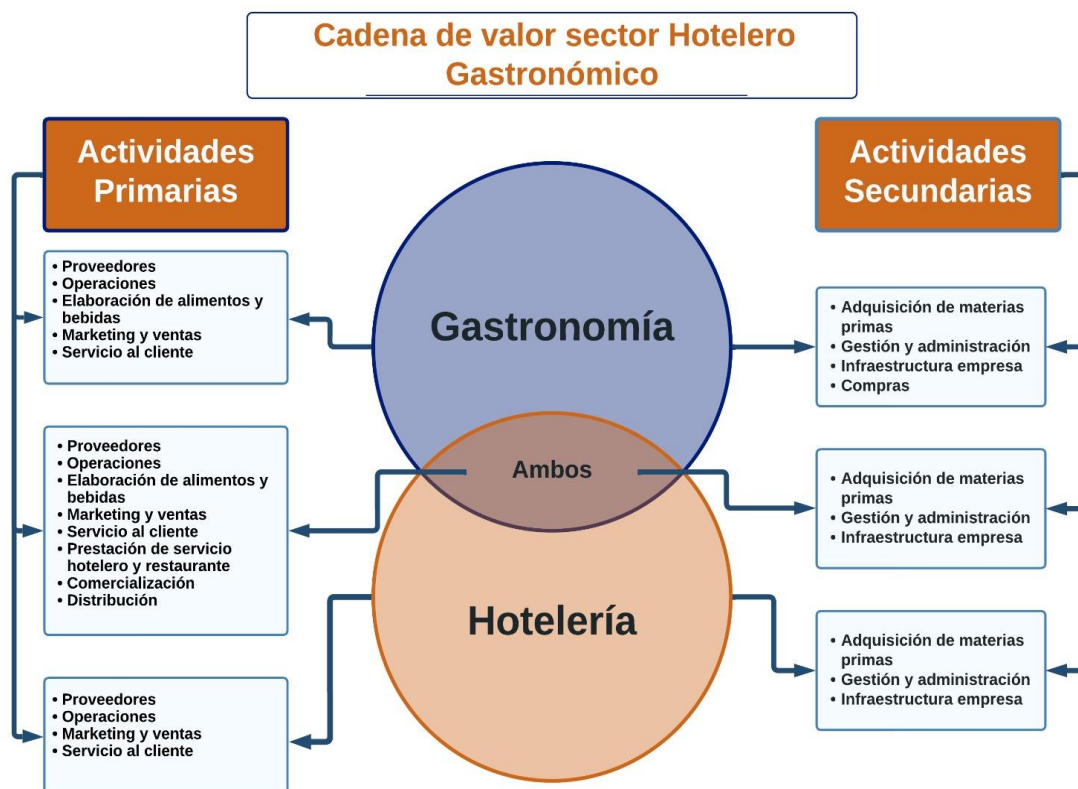 Cadena de valor sector Hotelero
Gastronómico
Actividades
Primarias
• Proveedores
• Operaciones
• Elaboración de alimentos y
bebidas
• Marketing y ventas
• Servicio al cliente
• Proveedores
• Operaciones
• Elaboración de alimentos y
bebidas
• Marketing y ventas
• Servicio al cliente
• Prestación de servicio
hotelero y restaurante
• Comercialización
• Distribución
• Proveedores
• Operaciones
• Marketing y ventas
• Servicio al cliente
Gastronomía
Ambos
Hotelería
Actividades
Secundarias
• Adquisición de materias
primas
• Gestión y administración
• Infraestructura empresa
• Compras
• Adquisición de materias
primas
• Gestión y administración
• Infraestructura empresa
• Adquisición de materias
primas
• Gestión y administración
• Infraestructura empresa